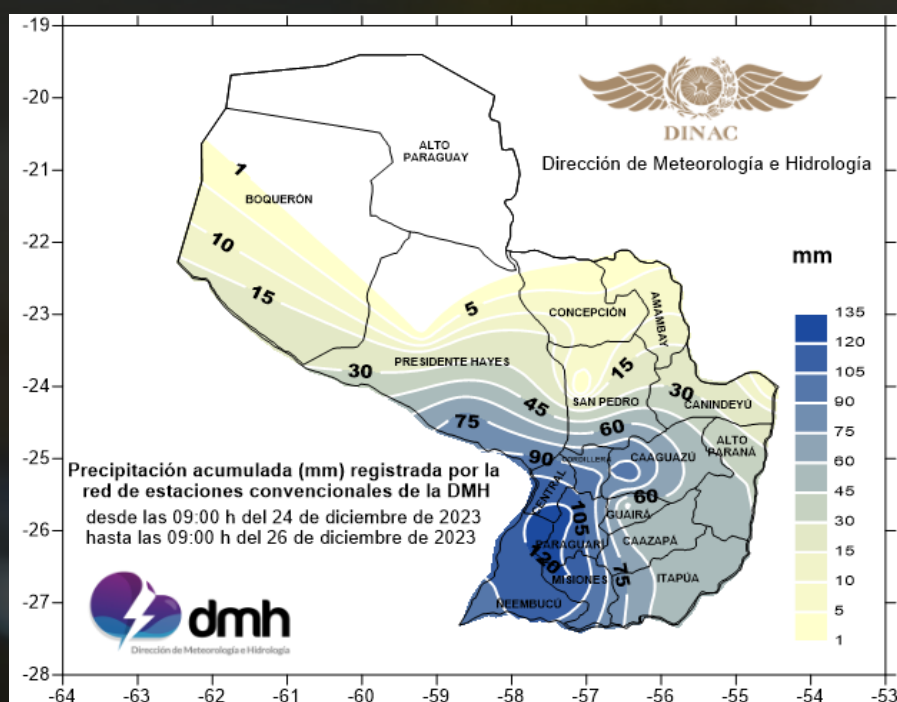 -19
-20
-21
-22
-23
-24
-25
-26
-27
-28
-64
-63
-62
-61
-60
-59
-58
-57
-56
-55
-54
-53
DINAC
Dirección de Meteorología e Hidrología
ALTO
PARAGUAY
BOQUERÓN
1
10
15
5
30
PRESIDENTE HAYES
CONCEPCIÓN
AMAMBAY
15
SAN PEDRO
30
CANINDEYÚ
45
75
60
ALTO
PARANÁ
90
CORDILLERA
CAAGUAZÚ
CENTRAL
60
GUAIRÁ
105
PARAGUARÍ
CAAZAPÁ
120
MISIONES
75
ITAPÚA
ÑEEMBUCÚ
mm
135
120
105
90
75
60
45
30
15
10
5
1
Precipitación acumulada (mm) registrada por la
red de estaciones convencionales de la DMH
desde las 09:00 h del 24 de diciembre de 2023
hasta las 09:00 h del 26 de diciembre de 2023
dmh
Dirección de Meteorología e Hidrología